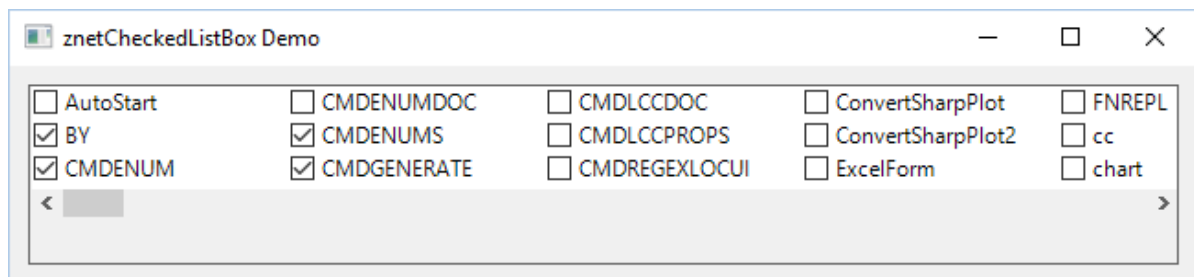 znetCheckedListBox Demo
AutoStart CMDENUMDOC CMDLCCDOC ConvertSharpPlot FNREPL
BY CMDENUMS CMDLCCPROPS ConvertSharpPlot2 cc
CMDENUM CMDGENERATE CMDREGEXLOCUI ExcelForm chart